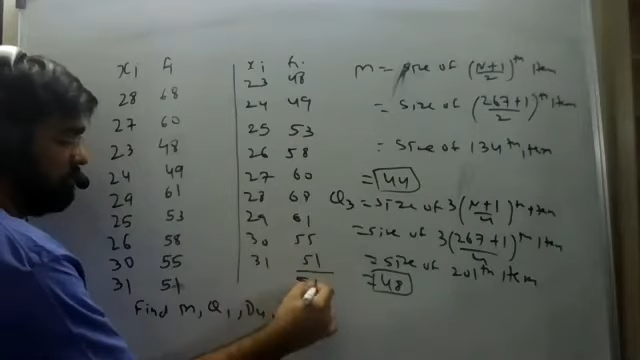 xi fi
28 68
27 60
23 48
24 49
29 61
25 53
26 58
30 55
31 51
Find M, Q1, D4,
xi fi
23 48
24 49
25 53
26 58
27 60
28 68
29 61
30 55
31 51
M = size of (N+1/2)th item
= size of (267+1/2)th item
= size of 134th item
= 44
Q3 = size of 3(N+1/4)th item
= size of 3(267+1/4)th item
= size of 201th item
= 48